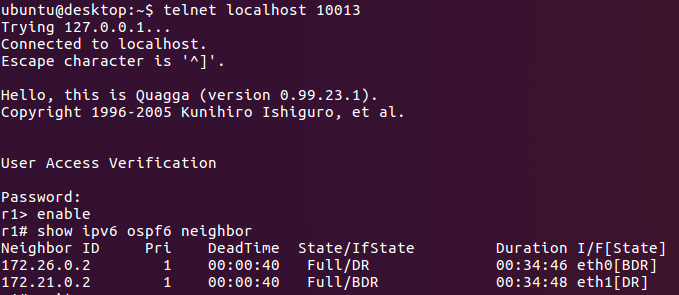 ubuntu@desktop:~$ telnet localhost 10013
Trying 127.0.0.1...
Connected to localhost.
Escape character is '^]'.
Hello, this is Quagga (version 0.99.23.1).
Copyright 1996-2005 Kunihiro Ishiguro, et al.
User Access Verification
Password:
r1> enable
r1# show ipv6 ospf6 neighbor
Neighbor ID     Pri    DeadTime  State/IfState         Duration I/F[State]
172.26.0.2        1    00:00:40   Full/DR              00:34:46 eth0[BDR]
172.21.0.2        1    00:00:40   Full/BDR             00:34:48 eth1[DR]